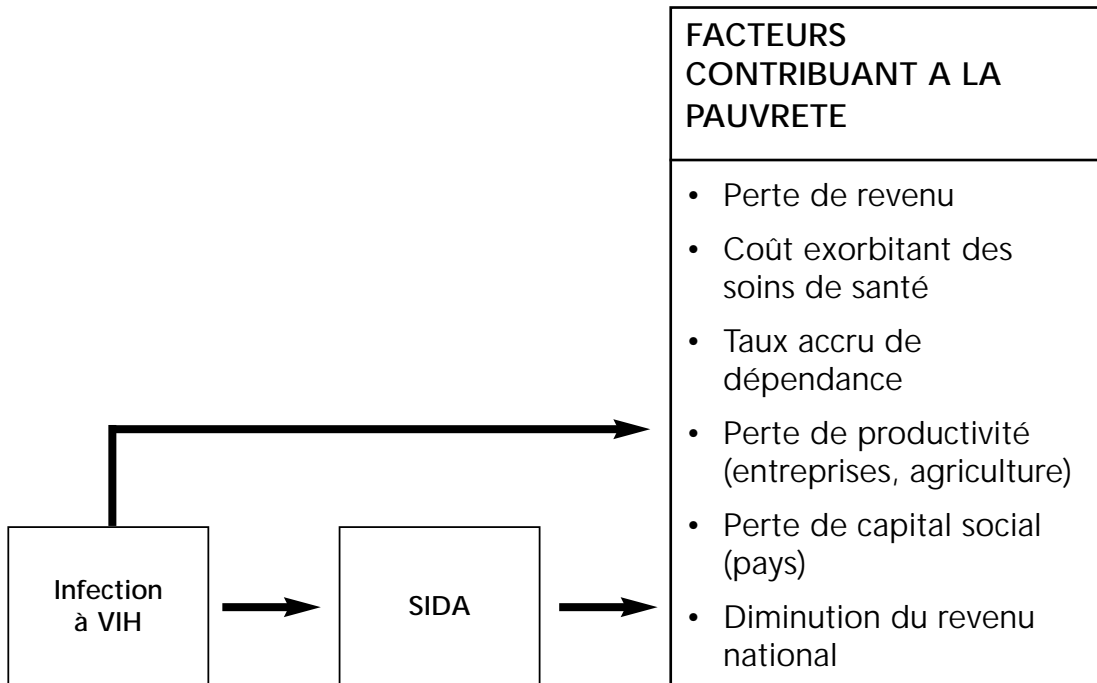 FACTEURS
CONTRIBUANT A LA
PAUVRETE
• Perte de revenu
• Coût exorbitant des
soins de santé
• Taux accru de
dépendance
• Perte de productivité
(entreprises, agriculture)
• Perte de capital social
(pays)
• Diminution du revenu
national
Infection
à VIH
SIDA